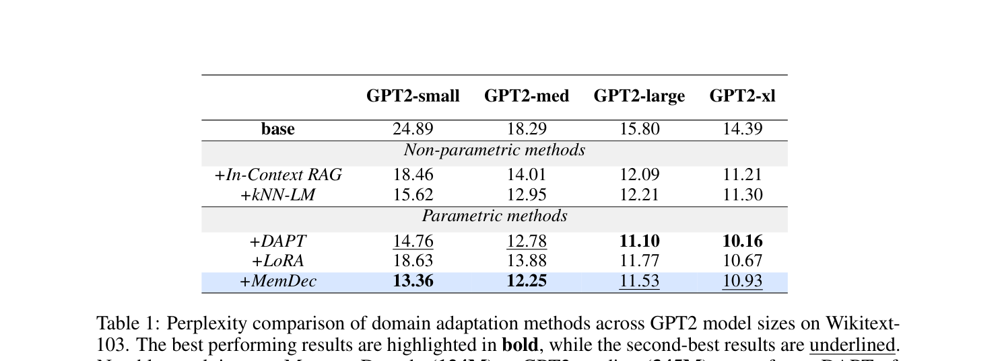 GPT2-small GPT2-med GPT2-large GPT2-xl
base 24.89 18.29 15.80 14.39
Non-parametric methods
+In-Context RAG 18.46 14.01 12.09 11.21
+kNN-LM 15.62 12.95 12.21 11.30
Parametric methods
+DAPT 14.76 12.78 11.10 10.16
+LoRA 18.63 13.88 11.77 10.67
+MemDec 13.36 12.25 11.53 10.93
Table 1: Perplexity comparison of domain adaptation methods across GPT2 model sizes on Wikitext-
103. The best performing results are highlighted in bold, while the second-best results are underlined.